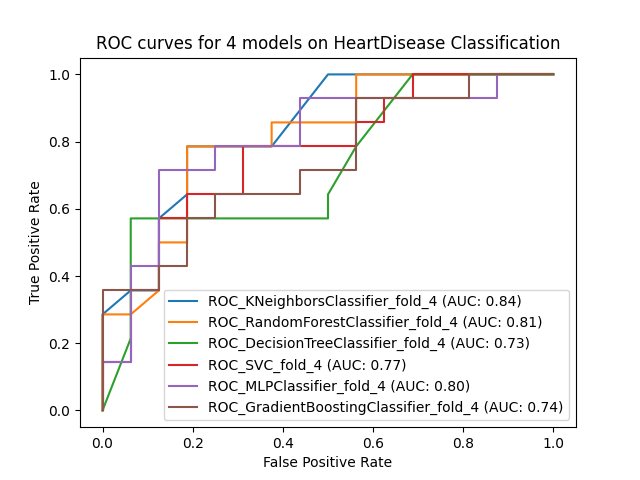 ROC curves for 4 models on HeartDisease Classification
True Positive Rate
1.0
0.8
0.6
0.4
0.2
0.0
ROC_KNeighborsClassifier_fold_4 (AUC: 0.84)
ROC_RandomForestClassifier_fold_4 (AUC: 0.81)
ROC_DecisionTreeClassifier_fold_4 (AUC: 0.73)
ROC_SVC_fold_4 (AUC: 0.77)
ROC_MLPClassifier_fold_4 (AUC: 0.80)
ROC_GradientBoostingClassifier_fold_4 (AUC: 0.74)
0.0 0.2 0.4 0.6 0.8 1.0
False Positive Rate